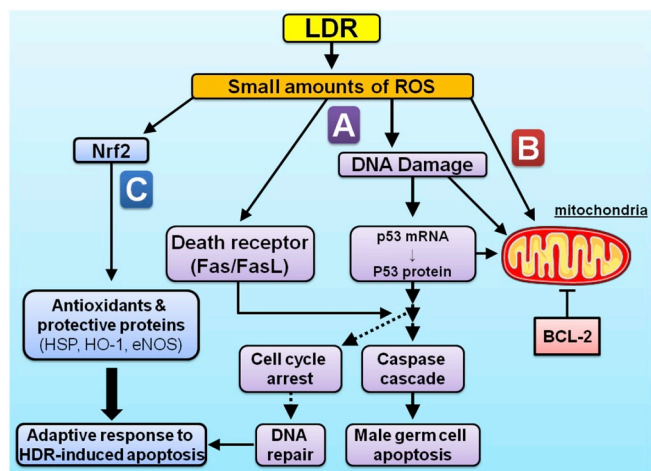 LDR
Small amounts of ROS
A
B
Nrf2
DNA Damage
C
mitochondria
Death receptor
(Fas/FasL)
p53 mRNA
↓
P53 protein
Antioxidants &
protective proteins
(HSP, HO-1, eNOS)
BCL-2
Cell cycle
arrest
Caspase
cascade
Adaptive response to
HDR-induced apoptosis
DNA
repair
Male germ cell
apoptosis